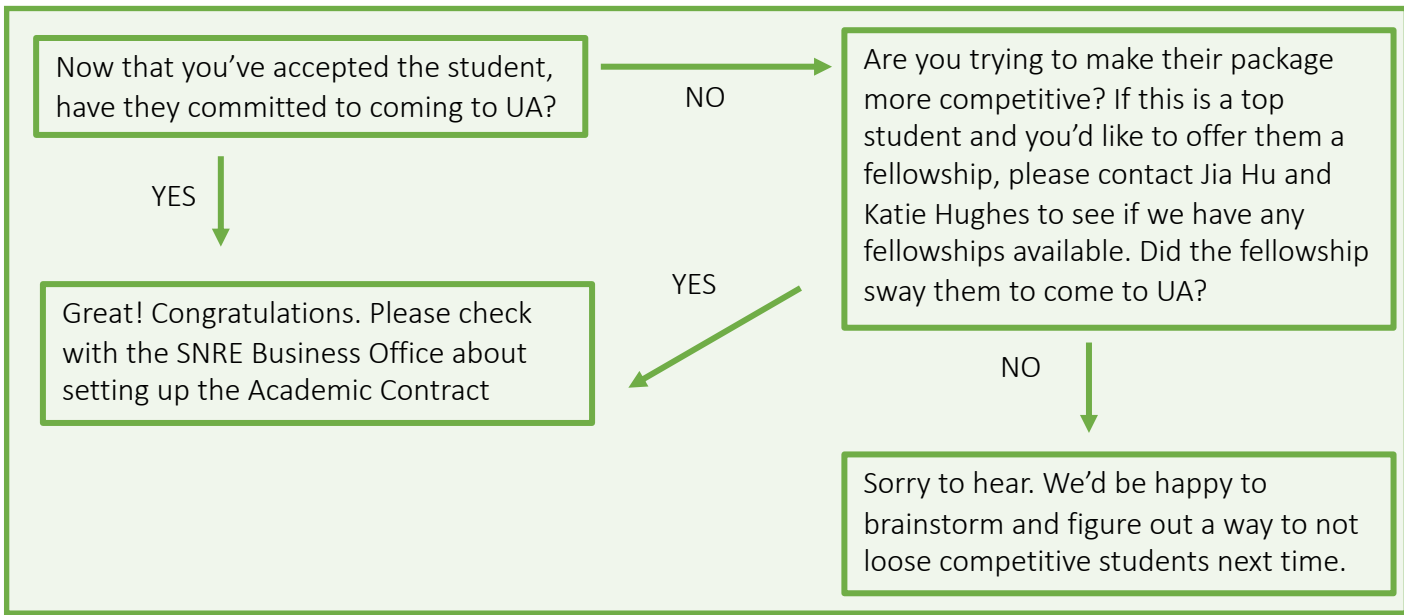 Now that you’ve accepted the student,
have they committed to coming to UA?
NO
Are you trying to make their package
more competitive? If this is a top
student and you’d like to offer them a
fellowship, please contact Jia Hu and
Katie Hughes to see if we have any
fellowships available. Did the fellowship
sway them to come to UA?
YES
YES
Great! Congratulations. Please check
with the SNRE Business Office about
setting up the Academic Contract
NO
Sorry to hear. We’d be happy to
brainstorm and figure out a way to not
loose competitive students next time.